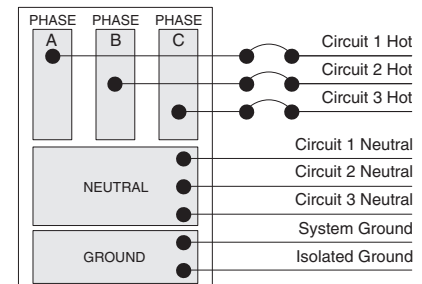 PHASE PHASE PHASE
A B C
Circuit 1 Hot
Circuit 2 Hot
Circuit 3 Hot
Circuit 1 Neutral
NEUTRAL
Circuit 2 Neutral
Circuit 3 Neutral
System Ground
GROUND
Isolated Ground